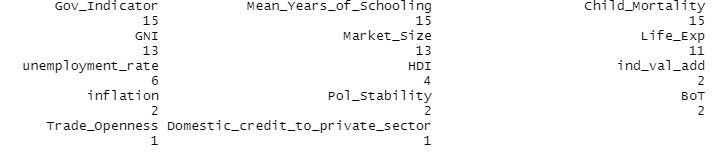 Gov_Indicator Mean_Years_of_Schooling Child_Mortality
15 15 15
GNI Market_Size Life_Exp
13 13 11
unemployment_rate HDI ind_val_add
6 4 2
inflation Pol_Stability BoT
2 2 2
Trade_Openness Domestic_credit_to_private_sector
1 1